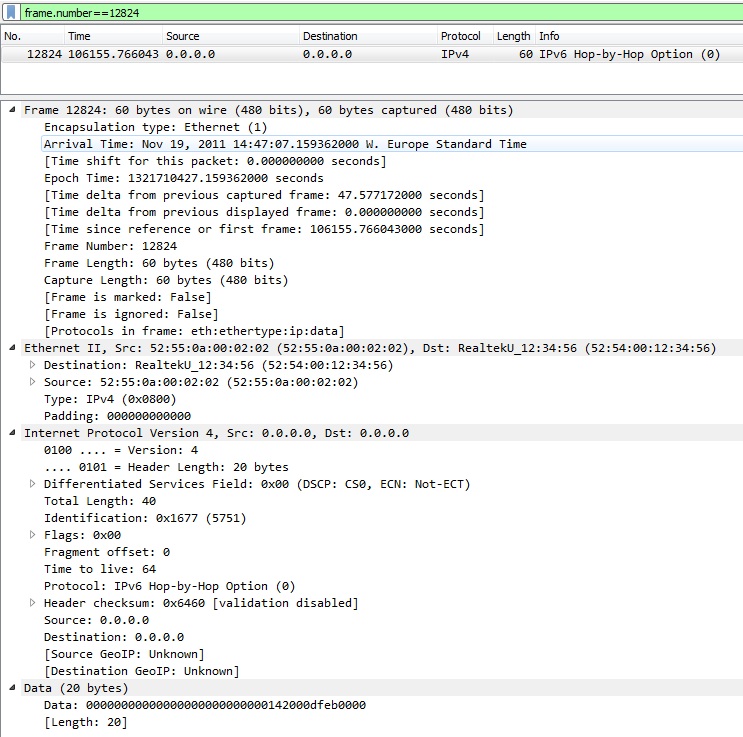 frame.number==12824
No. Time Source Destination Protocol Length Info
12824 106155.766043 0.0.0.0 0.0.0.0 IPv4 60 IPv6 Hop-by-Hop Option (0)
Frame 12824: 60 bytes on wire (480 bits), 60 bytes captured (480 bits)
Encapsulation type: Ethernet (1)
Arrival Time: Nov 19, 2011 14:47:07.159362000 W. Europe Standard Time
[Time shift for this packet: 0.000000000 seconds]
Epoch Time: 1321710427.159362000 seconds
[Time delta from previous captured frame: 47.577172000 seconds]
[Time delta from previous displayed frame: 0.000000000 seconds]
[Time since reference or first frame: 106155.766043000 seconds]
Frame Number: 12824
Frame Length: 60 bytes (480 bits)
Capture Length: 60 bytes (480 bits)
[Frame is marked: False]
[Frame is ignored: False]
[Protocols in frame: eth:ethertype:ip:data]
Ethernet II, Src: 52:55:0a:00:02:02 (52:55:0a:00:02:02), Dst: RealtekU_12:34:56 (52:54:00:12:34:56)
Destination: RealtekU_12:34:56 (52:54:00:12:34:56)
Source: 52:55:0a:00:02:02 (52:55:0a:00:02:02)
Type: IPv4 (0x0800)
Padding: 000000000000
Internet Protocol Version 4, Src: 0.0.0.0, Dst: 0.0.0.0
0100 .... = Version: 4
.... 0101 = Header Length: 20 bytes
Differentiated Services Field: 0x00 (DSCP: CS0, ECN: Not-ECT)
Total Length: 40
Identification: 0x1677 (5751)
Flags: 0x00
Fragment offset: 0
Time to live: 64
Protocol: IPv6 Hop-by-Hop Option (0)
Header checksum: 0x6460 [validation disabled]
Source: 0.0.0.0
Destination: 0.0.0.0
[Source GeoIP: Unknown]
[Destination GeoIP: Unknown]
Data (20 bytes)
Data: 0000000000000000000000000142000dfeb0000
[Length: 20]